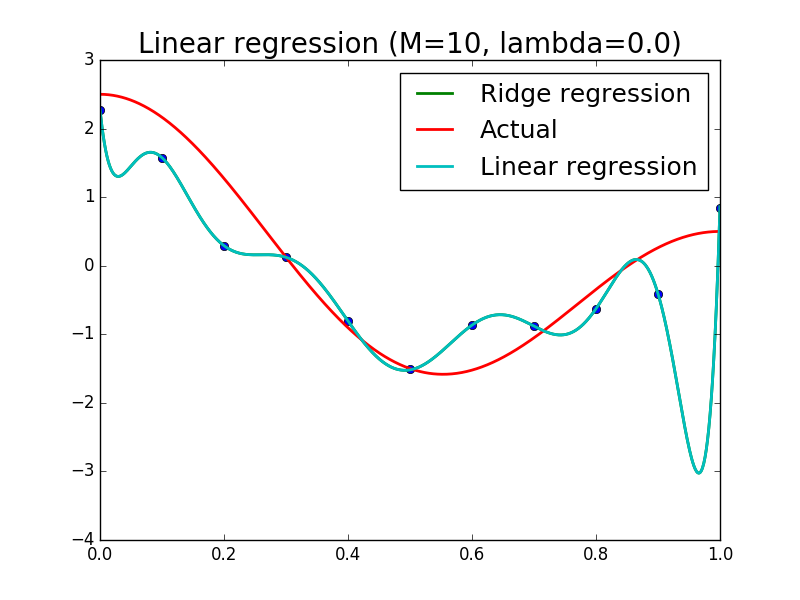 Linear regression (M=10, lambda=0.0)
Ridge regression
Actual
Linear regression
3
2
1
0
−1
−2
−3
−4
0.0 0.2 0.4 0.6 0.8 1.0